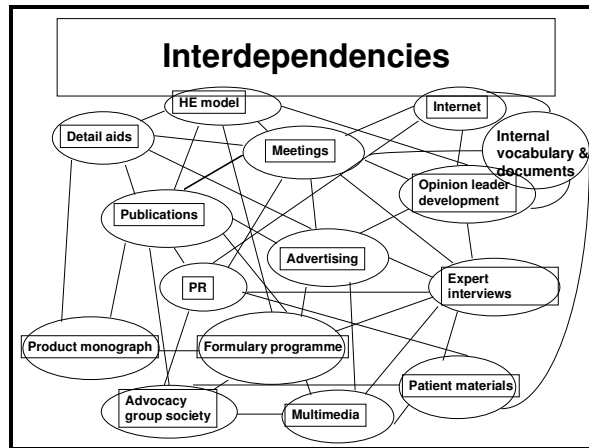 Interdependencies
HE model
Internet
Detail aids
Meetings
Internal
vocabulary &
documents
Opinion leader
development
Publications
Advertising
PR
Expert
interviews
Product monograph
Formulary programme
Patient materials
Advocacy
group society
Multimedia